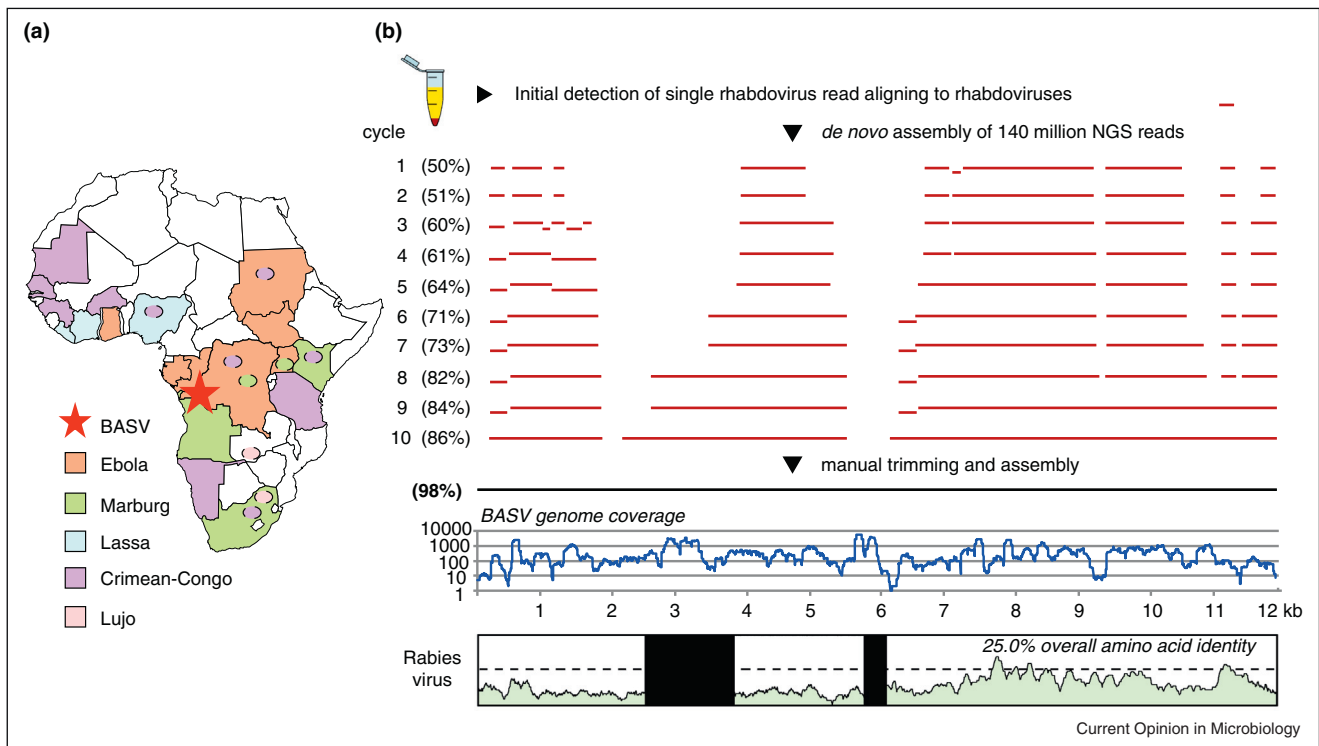 (a)
BASV
Ebola
Marburg
Lassa
Crimean-Congo
Lujo
(b)
Initial detection of single rhabdovirus read aligning to rhabdoviruses
cycle
de novo assembly of 140 million NGS reads
1 (50%)
2 (51%)
3 (60%)
4 (61%)
5 (64%)
6 (71%)
7 (73%)
8 (82%)
9 (84%)
10 (86%)
manual trimming and assembly
(98%)
BASV genome coverage
10000
1000
100
10
1
1 2 3 4 5 6 7 8 9 10 11 12 kb
Rabies
virus
25.0% overall amino acid identity
Current Opinion in Microbiology